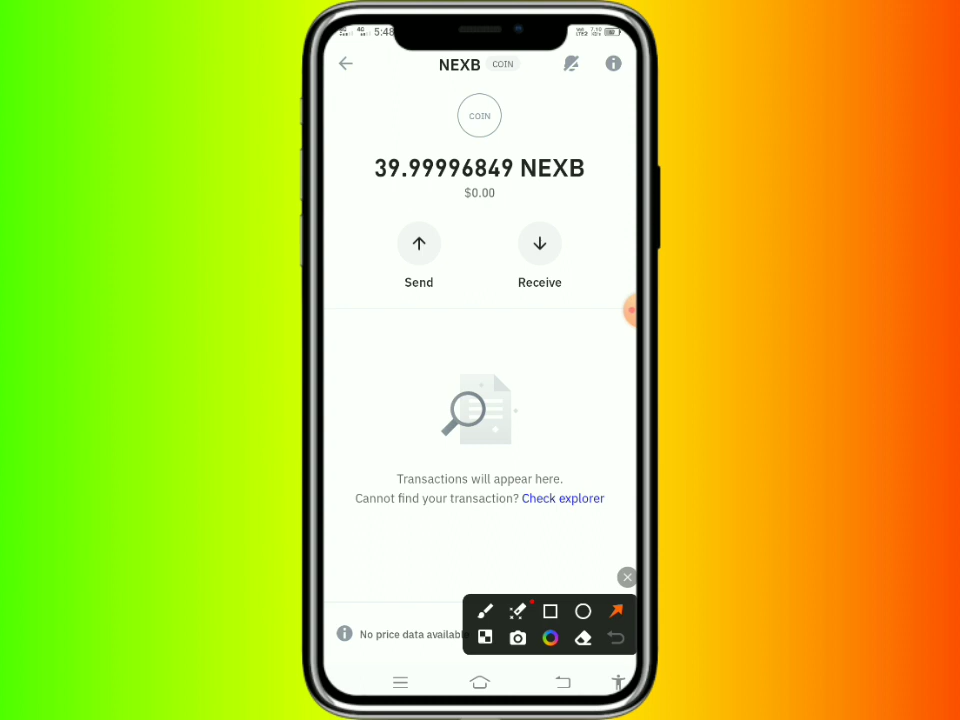 5:48
NEXB COIN
COIN
39.99996849 NEXB
$0.00
Send Receive
Transactions will appear here.
Cannot find your transaction? Check explorer
No price data available